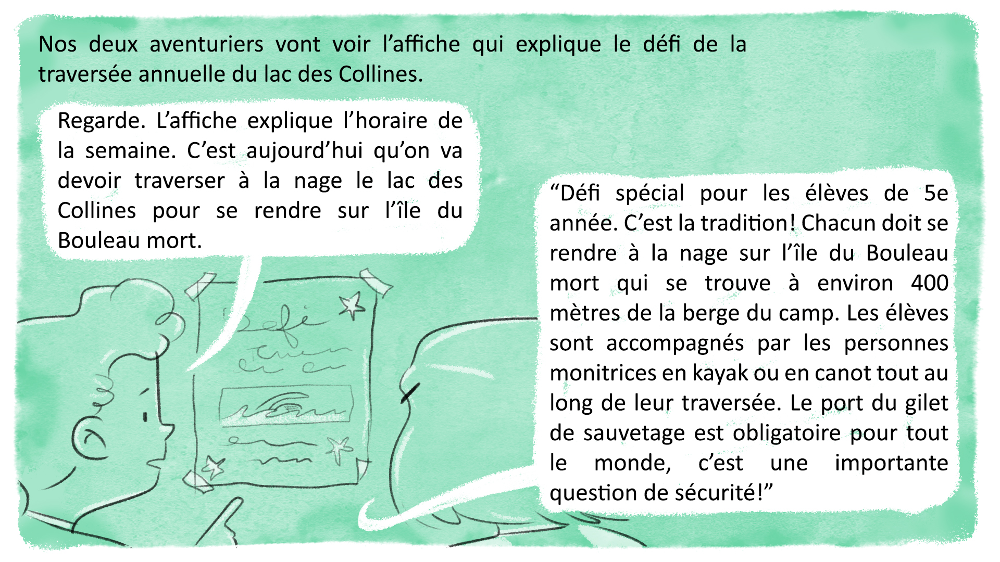 Nos deux aventuriers vont voir l’affiche qui explique le défi de la
traversée annuelle du lac des Collines.
Regarde. L’affiche explique l’horaire de
la semaine. C’est aujourd’hui qu’on va
devoir traverser à la nage le lac des
Collines pour se rendre sur l’île du
Bouleau mort.
“Défi spécial pour les élèves de 5e
année. C’est la tradition! Chacun doit se
rendre à la nage sur l’île du Bouleau
mort qui se trouve à environ 400
mètres de la berge du camp. Les élèves
sont accompagnés par les personnes
monitrices en kayak ou en canot tout au
long de leur traversée. Le port du gilet
de sauvetage est obligatoire pour tout
le monde, c’est une importante
question de sécurité!”
Défi